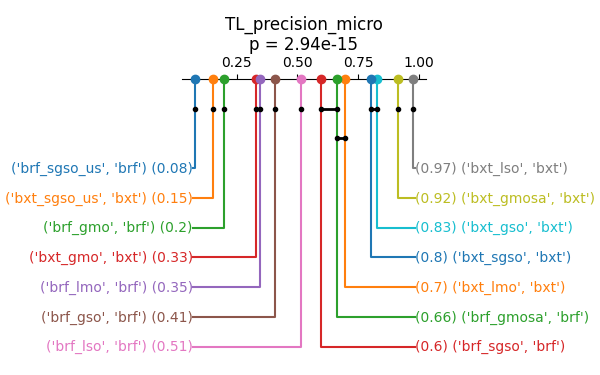 TL_precision_micro
p = 2.94e-15
0.25 0.50 0.75 1.00
('brf_sgso_us', 'brf') (0.08)
(0.97) ('bxt_lso', 'bxt')
('bxt_sgso_us', 'bxt') (0.15)
(0.92) ('bxt_gmosa', 'bxt')
('brf_gmo', 'brf') (0.2)
(0.83) ('bxt_gso', 'bxt')
('bxt_gmo', 'bxt') (0.33)
(0.8) ('bxt_sgso', 'bxt')
('brf_lmo', 'brf') (0.35)
(0.7) ('bxt_lmo', 'bxt')
('brf_gso', 'brf') (0.41)
(0.66) ('brf_gmosa', 'brf')
('brf_lso', 'brf') (0.51)
(0.6) ('brf_sgso', 'brf')